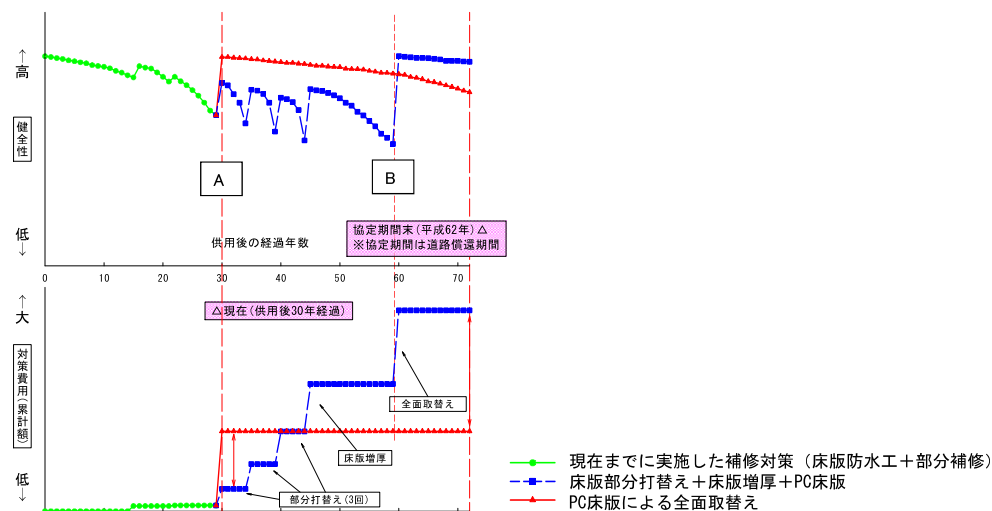 ↑
高
健全性
低
↓
A
B
協定期間末(平成62年)△
※協定期間は道路償還期間
供用後の経過年数
0 10 20 30 40 50 60 70
↑
大
対策費用(累計額)
低
↓
△現在(供用後30年経過)
全面取替え
床版増厚
部分打替え(3回)
現在までに実施した補修対策（床版防水工＋部分補修）
床版部分打替え＋床版増厚＋PC床版
PC床版による全面取替え